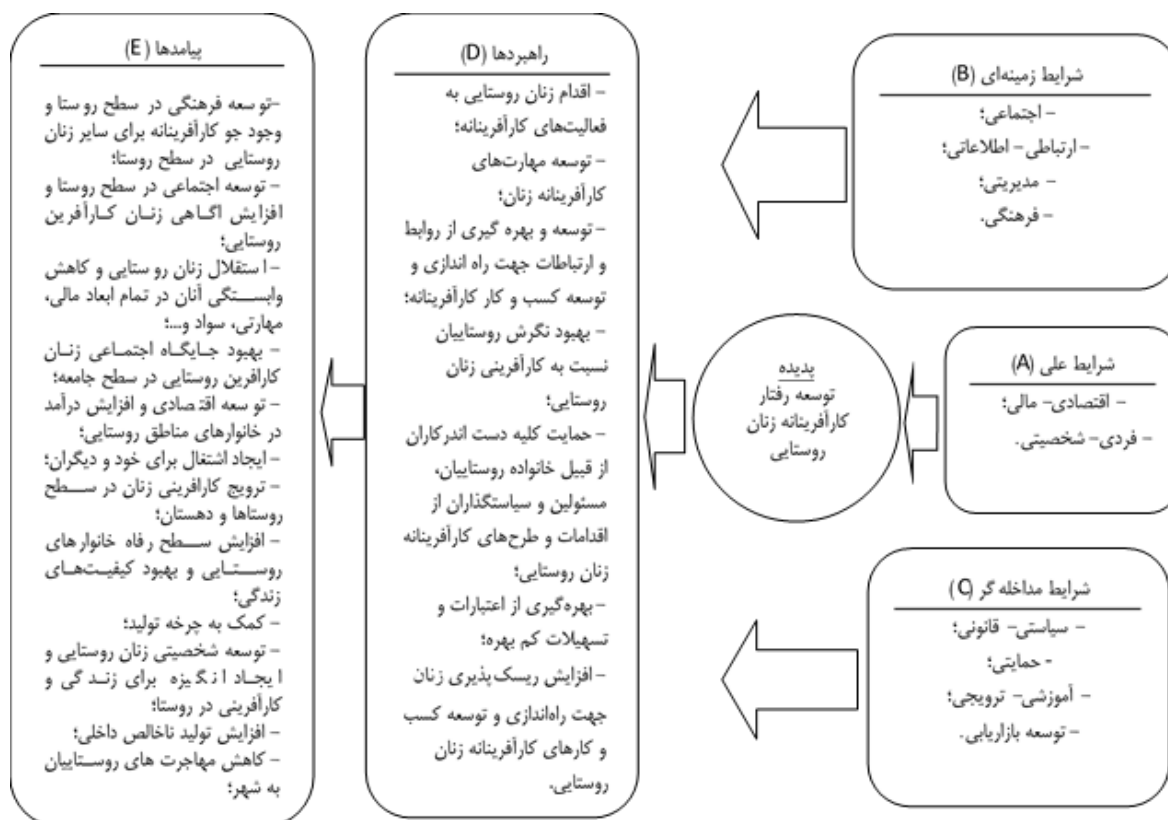 شرایط زمینه‌ای (B)
- اجتماعی؛
- ارتباطی- اطلاعاتی؛
- مدیریتی؛
- فرهنگی.
شرایط علی (A)
- اقتصادی- مالی؛
- فردی- شخصیتی.
شرایط مداخله گر (C)
- سیاستی- قانونی؛
- حمایتی؛
- آموزشی- ترویجی؛
- توسعه بازاریابی.
پدیده
توسعه رفتار
کارآفرینانه زنان
روستایی
راهبردها (D)
- اقدام زنان روستایی به
فعالیت‌های کارآفرینانه؛
- توسعه مهارت‌های
کارآفرینانه زنان؛
- توسعه و بهره گیری از روابط
و ارتباطات جهت راه اندازی و
توسعه کسب و کار کارآفرینانه؛
- بهبود نگرش روستاییان
نسبت به کارآفرینی زنان
روستایی؛
- حمایت کلیه دست اندرکاران
از قبیل خانواده روستاییان،
مسئولین و سیاستگذاران از
اقدامات و طرح‌های کارآفرینانه
زنان روستایی؛
- بهره‌گیری از اعتبارات و
تسهیلات کم بهره؛
- افزایش ریسک‌پذیری زنان
جهت راه‌اندازی و توسعه کسب
و کارهای کارآفرینانه زنان
روستایی.
پیامدها (E)
- توسعه فرهنگی در سطح روستا و
وجود جو کارآفرینانه برای سایر زنان
روستایی در سطح روستا؛
- توسعه اجتماعی در سطح روستا و
افزایش اگاهی زنان کارآفرین
روستایی؛
- استقلال زنان روستایی و کاهش
وابستگی آنان در تمام ابعاد مالی،
مهارتی، سواد و...؛
- بهبود جایگاه اجتماعی زنان
کارافرین روستایی در سطح جامعه؛
- توسعه اقتصادی و افزایش درآمد
در خانوارهای مناطق روستایی؛
- ایجاد اشتغال برای خود و دیگران؛
- ترویج کارافرینی زنان در سطح
روستاها و دهستان؛
- افزایش سطح رفاه خانوارهای
روستایی و بهبود کیفیت‌های
زندگی؛
- کمک به چرخه تولید؛
- توسعه شخصیتی زنان روستایی و
ایجاد انگیزه برای زندگی و
کارآفرینی در روستا؛
- افزایش تولید ناخالص داخلی؛
- کاهش مهاجرت های روستاییان
به شهر؛